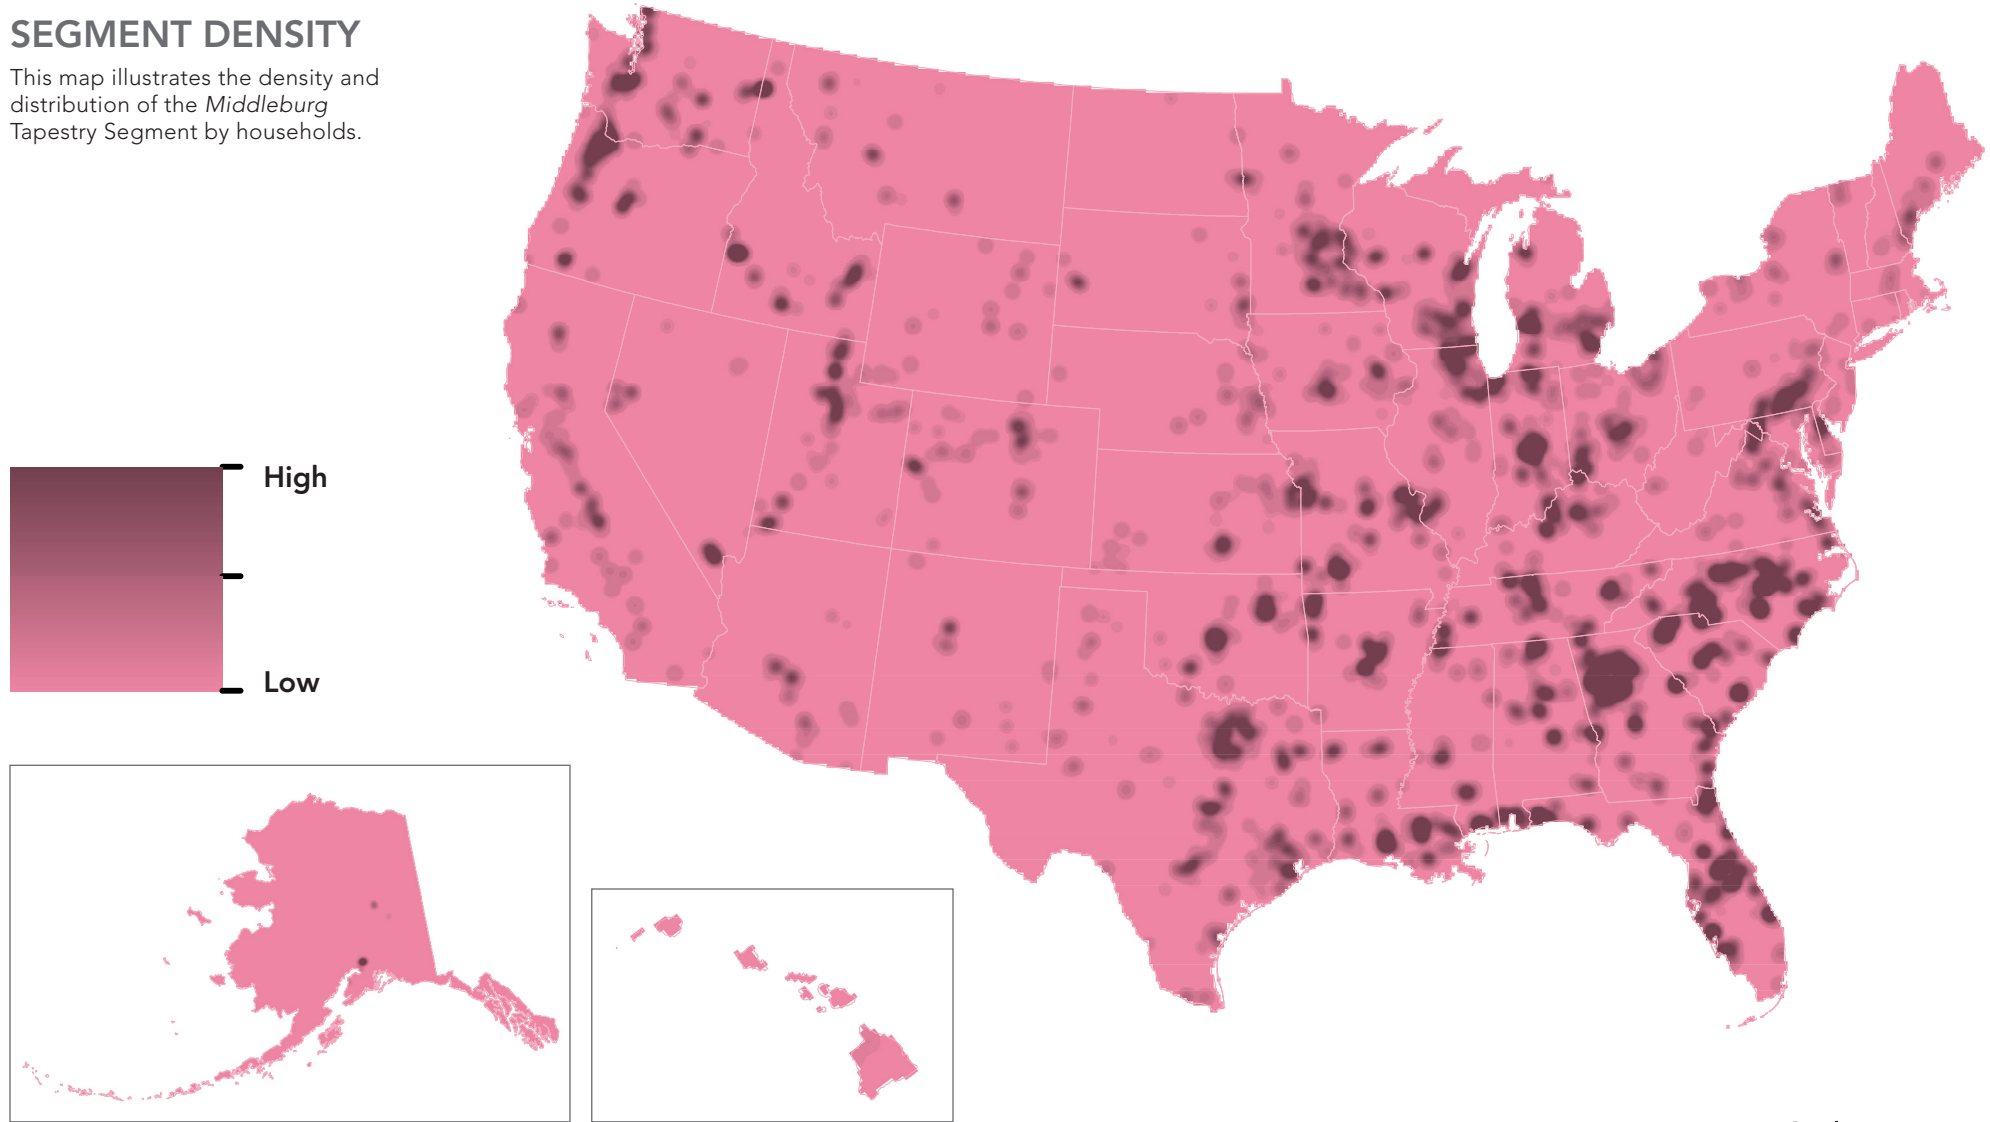 SEGMENT DENSITY
This map illustrates the density and
distribution of the Middleburg
Tapestry Segment by households.
High
Low